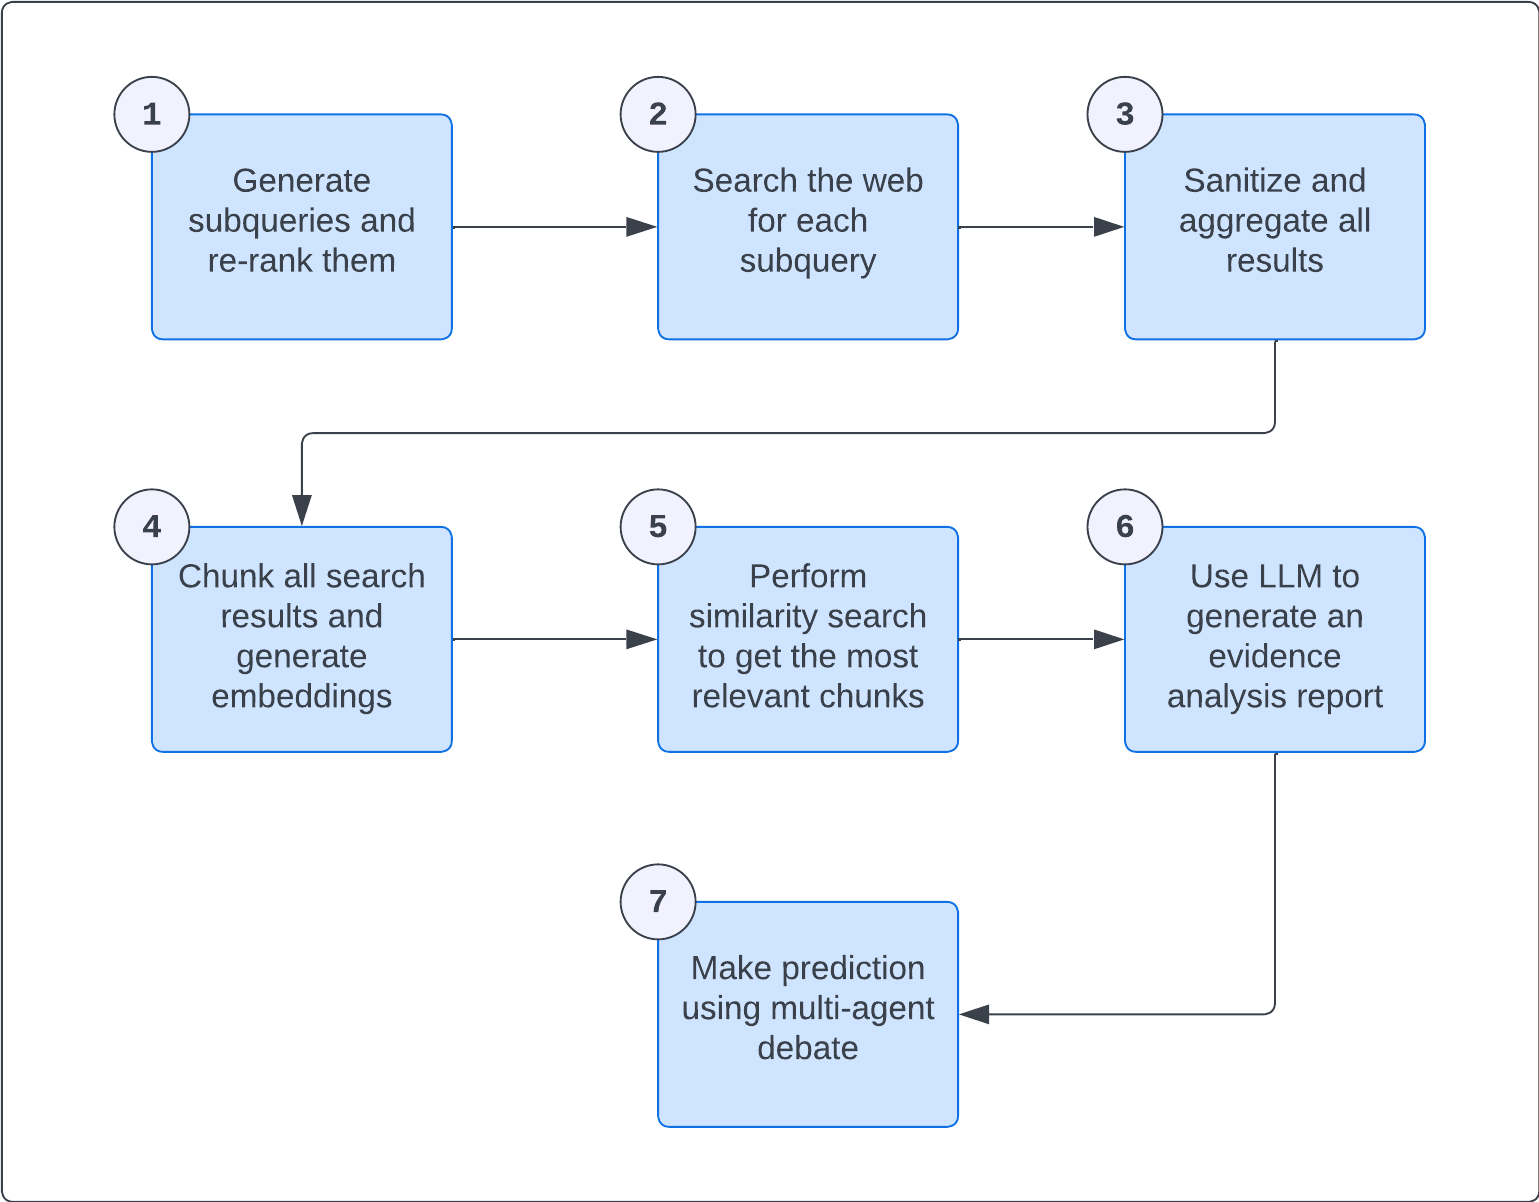 1
Generate
subqueries and
re-rank them
2
Search the web
for each
subquery
3
Sanitize and
aggregate all
results
4
Chunk all search
results and
generate
embeddings
5
Perform
similarity search
to get the most
relevant chunks
6
Use LLM to
generate an
evidence
analysis report
7
Make prediction
using multi-agent
debate